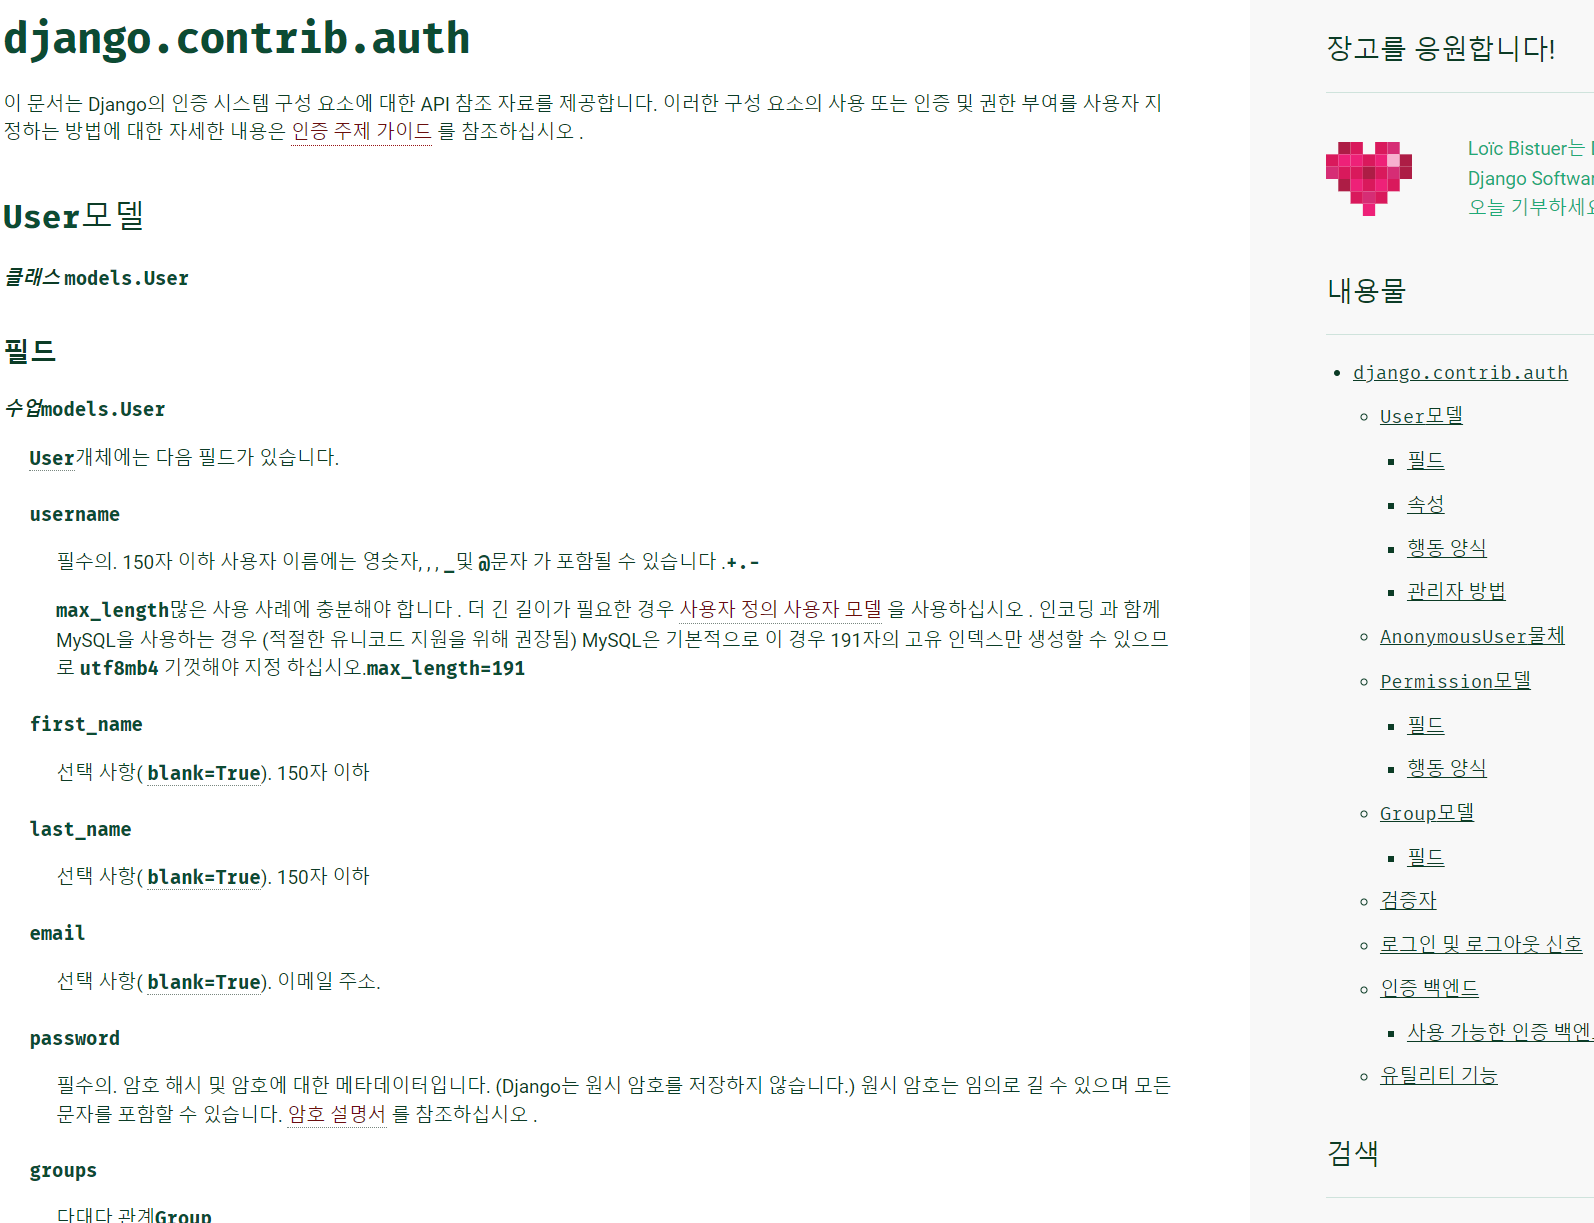 django.contrib.auth
이 문서는 Django의 인증 시스템 구성 요소에 대한 API 참조 자료를 제공합니다. 이러한 구성 요소의 사용 또는 인증 및 권한 부여를 사용자 지
정하는 방법에 대한 자세한 내용은 인증 주제 가이드 를 참조하십시오 .
User모델
클래스 models.User
필드
수업models.User
User개체에는 다음 필드가 있습니다.
username
필수의. 150자 이하 사용자 이름에는 영숫자, , , _및 @문자 가 포함될 수 있습니다 .+.-
max_length많은 사용 사례에 충분해야 합니다 . 더 긴 길이가 필요한 경우 사용자 정의 사용자 모델 을 사용하십시오 . 인코딩 과 함께
MySQL을 사용하는 경우 (적절한 유니코드 지원을 위해 권장됨) MySQL은 기본적으로 이 경우 191자의 고유 인덱스만 생성할 수 있으므
로 utf8mb4 기껏해야 지정 하십시오.max_length=191
first_name
선택 사항( blank=True). 150자 이하
last_name
선택 사항( blank=True). 150자 이하
email
선택 사항( blank=True). 이메일 주소.
password
필수의. 암호 해시 및 암호에 대한 메타데이터입니다. (Django는 원시 암호를 저장하지 않습니다.) 원시 암호는 임의로 길 수 있으며 모든
문자를 포함할 수 있습니다. 암호 설명서 를 참조하십시오 .
groups
다대다 관계Group
장고를 응원합니다!
Loïc Bistuer는
Django Softwar
오늘 기부하세요
내용물
django.contrib.auth
User모델
필드
속성
행동 양식
관리자 방법
AnonymousUser물체
Permission모델
필드
행동 양식
Group모델
필드
검증자
로그인 및 로그아웃 신호
인증 백엔드
사용 가능한 인증 백엔
유틸리티 기능
검색